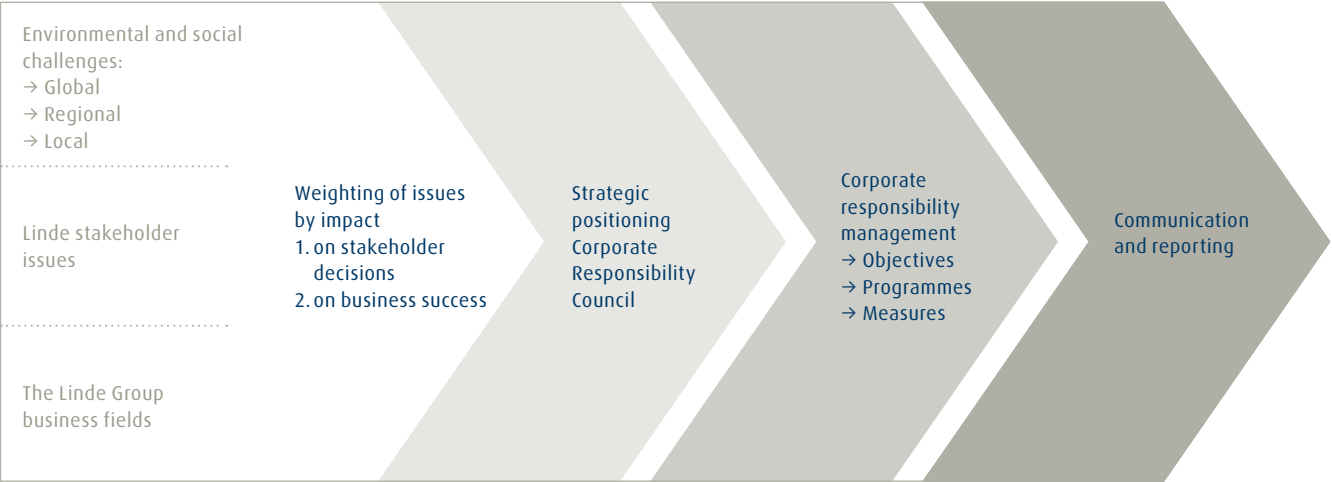 Environmental and social
challenges:
→ Global
→ Regional
→ Local
Linde stakeholder
issues
The Linde Group
business fields
Weighting of issues
by impact
1. on stakeholder
decisions
2. on business success
Strategic
positioning
Corporate
Responsibility
Council
Corporate
responsibility
management
→ Objectives
→ Programmes
→ Measures
Communication
and reporting